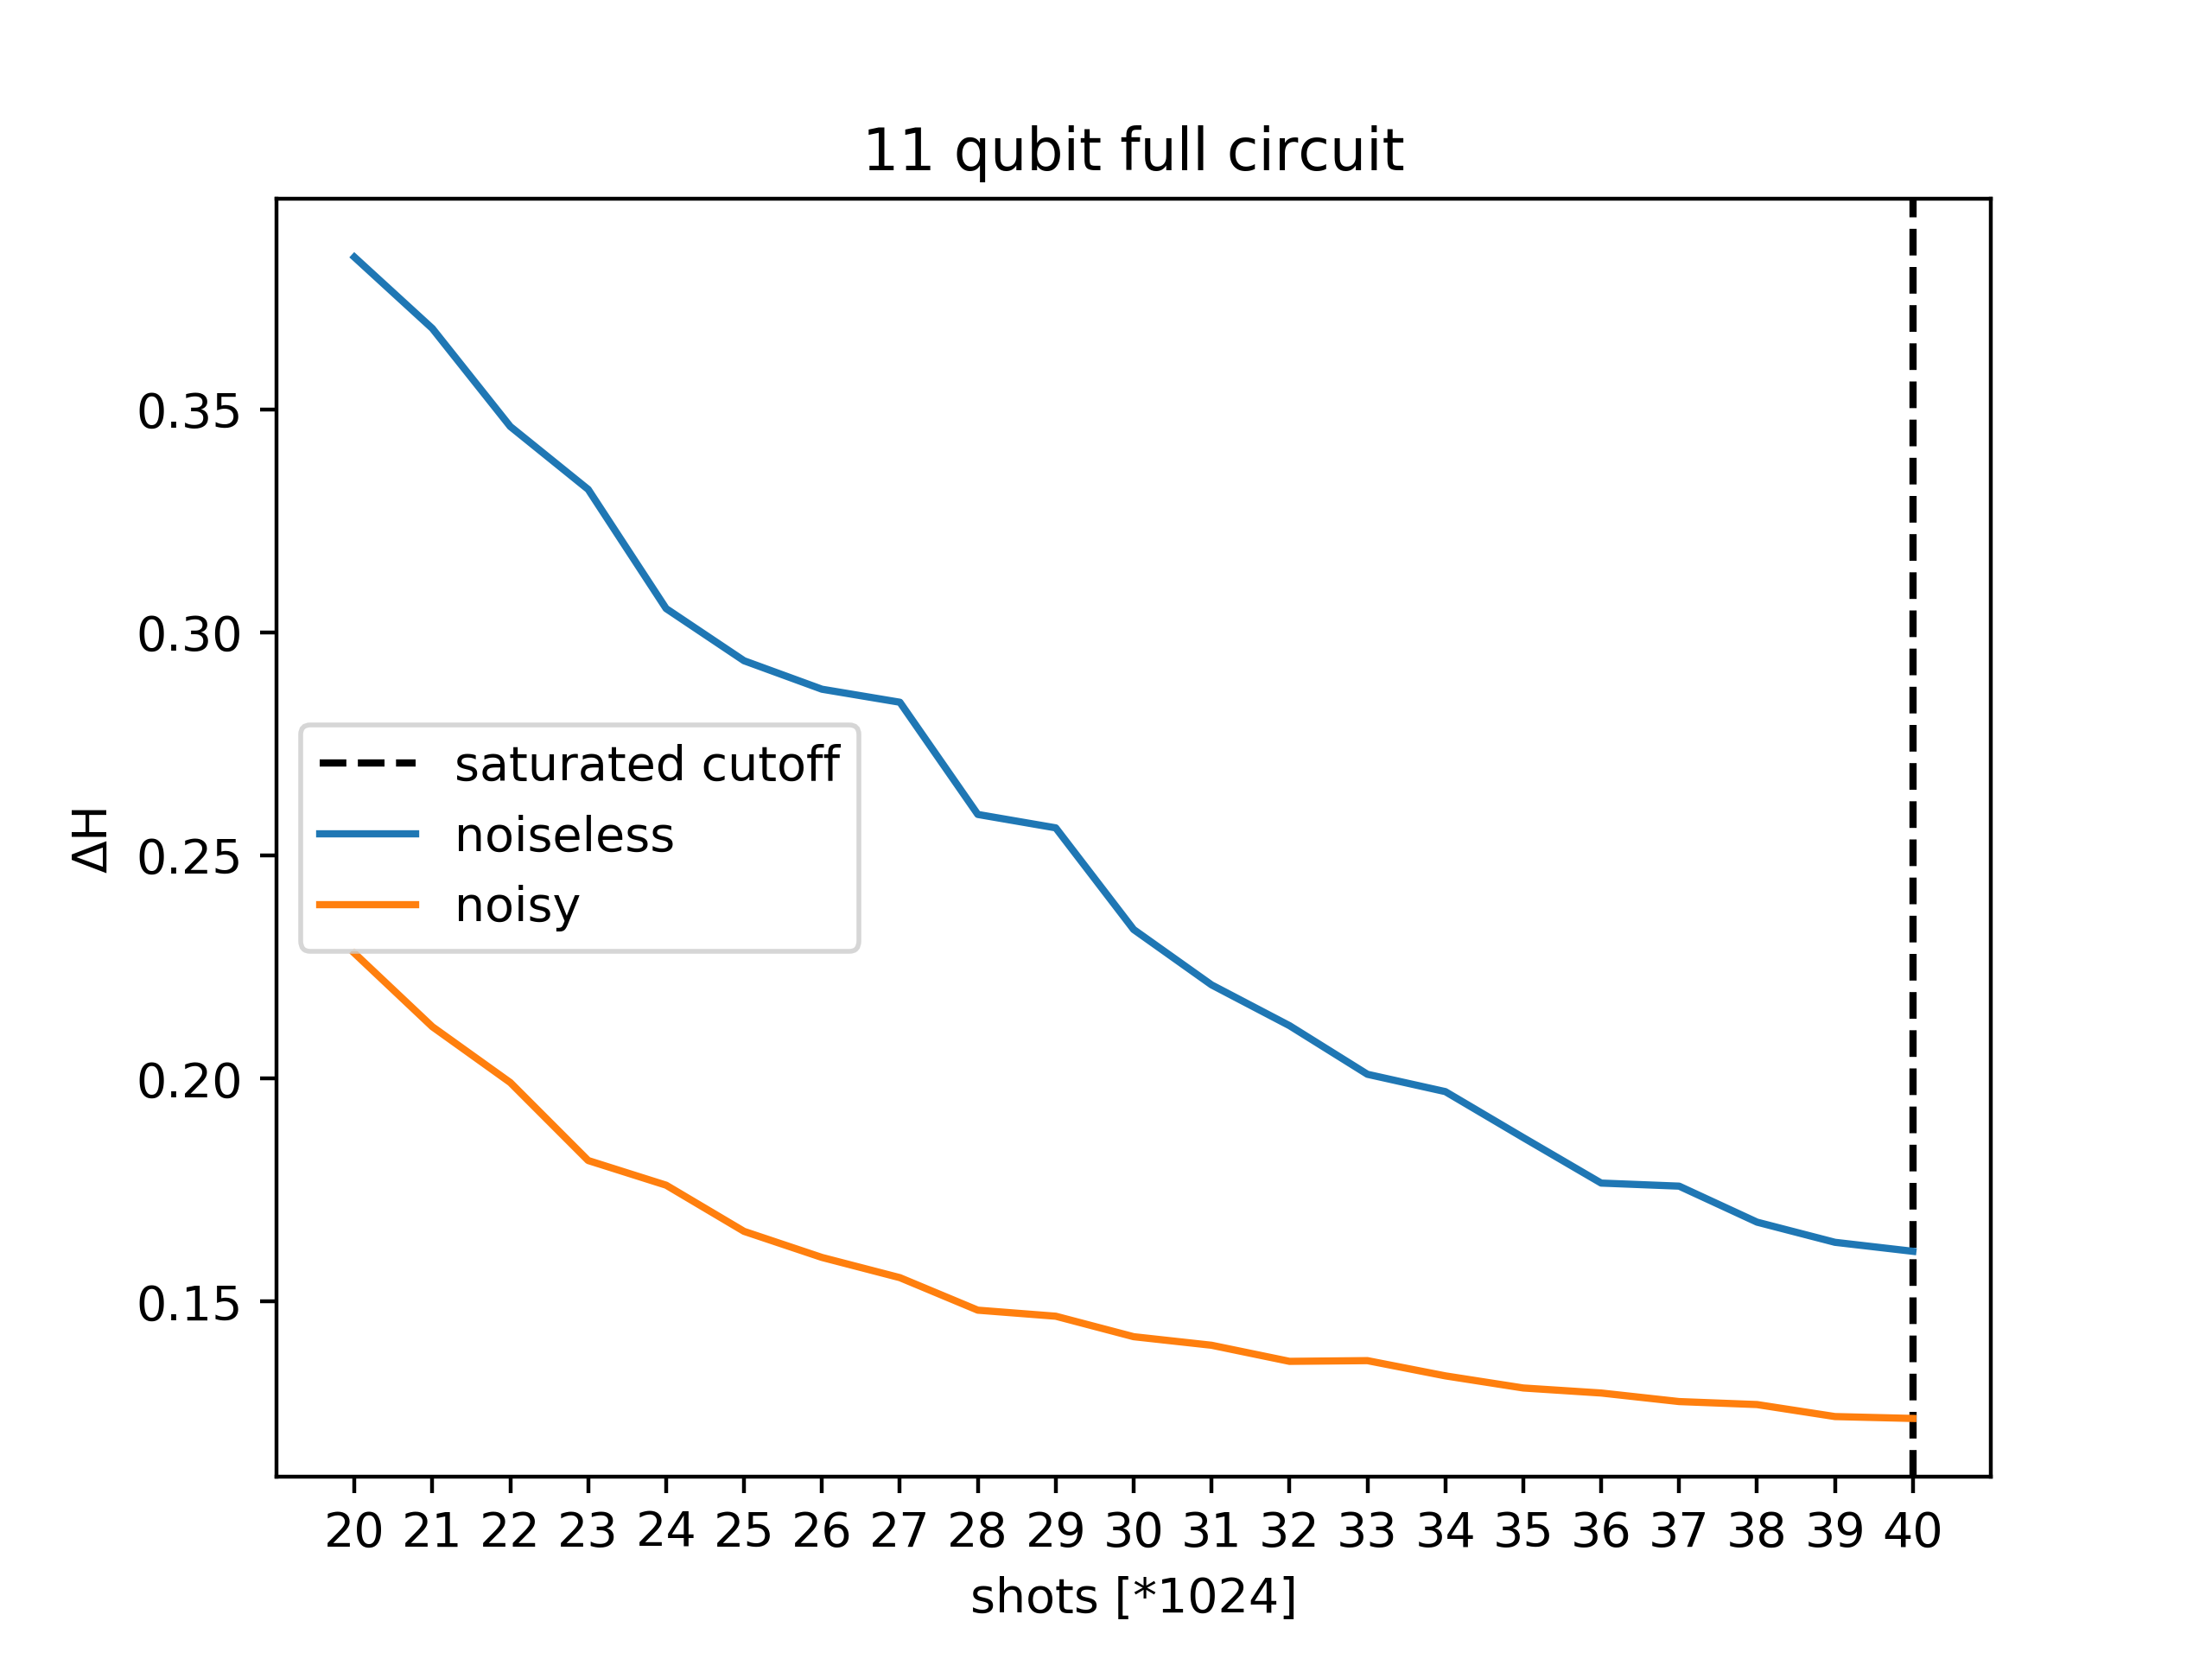 11 qubit full circuit
0.35
0.30
0.25
0.20
0.15
ΔH
saturated cutoff
noiseless
noisy
20 21 22 23 24 25 26 27 28 29 30 31 32 33 34 35 36 37 38 39 40
shots [*1024]